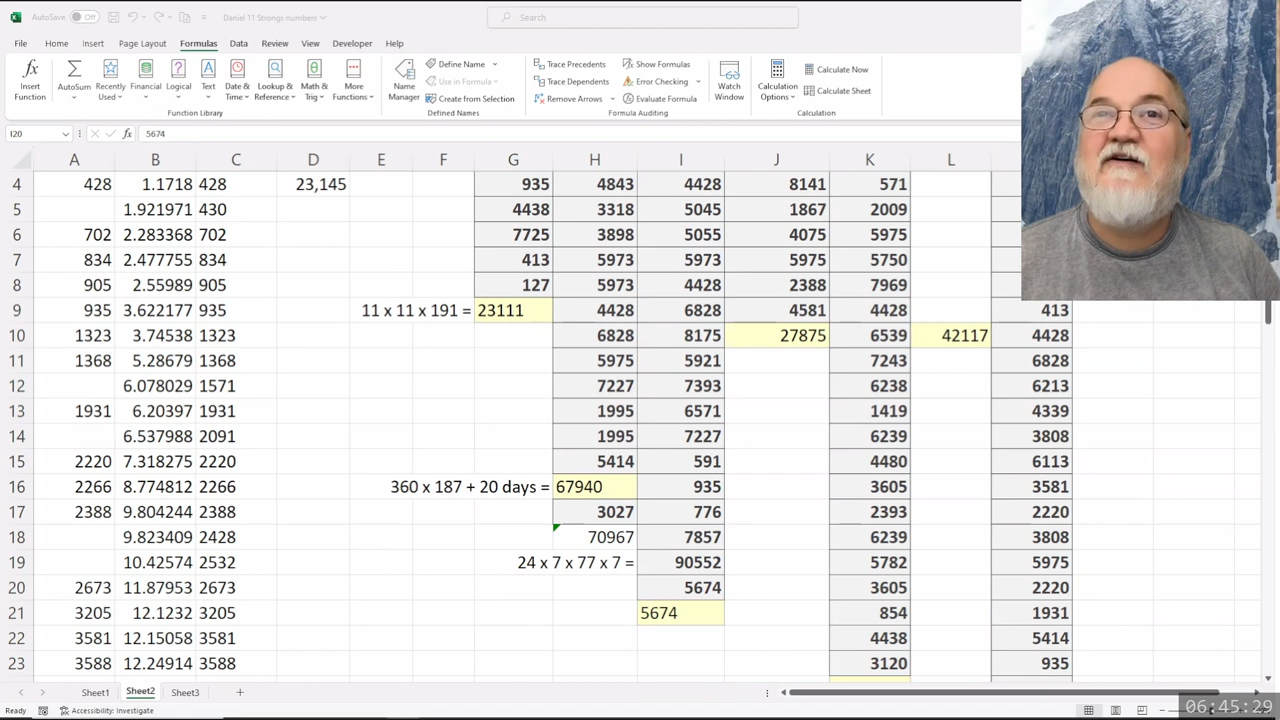 AutoSave Off Daniel 11 Strongs numbers Search
File Home Insert Page Layout Formulas Data Review View Developer Help
fx Insert Function
AutoSum
Recently Used
Financial
Logical
Text
Date & Time
Lookup & Reference
Math & Trig
More Functions
Function Library
Name Manager
Define Name
Use in Formula
Create from Selection
Defined Names
Trace Precedents
Trace Dependents
Remove Arrows
Show Formulas
Error Checking
Evaluate Formula
Formula Auditing
Watch Window
Calculation Options
Calculate Now
Calculate Sheet
Calculation
I20 fx 5674
A B C D E F G H I J K L
4 428 1.1718 428 23,145 935 4843 4428 8141 571
5 1.921971 430 4438 3318 5045 1867 2009
6 702 2.283368 702 7725 3898 5055 4075 5975
7 834 2.477755 834 413 5973 5973 5975 5750
8 905 2.55989 905 127 5973 4428 2388 7969
9 935 3.622177 935 11 x 11 x 191 = 23111 4428 6828 4581 4428 413
10 1323 3.74538 1323 6828 8175 27875 6539 42117 4428
11 1368 5.28679 1368 5975 5921 7243 6828
12 6.078029 1571 7227 7393 6238 6213
13 1931 6.20397 1931 1995 6571 1419 4339
14 6.537988 2091 1995 7227 6239 3808
15 2220 7.318275 2220 5414 591 4480 6113
16 2266 8.774812 2266 360 x 187 + 20 days = 67940 935 3605 3581
17 2388 9.804244 2388 3027 776 2393 2220
18 9.823409 2428 70967 7857 6239 3808
19 10.42574 2532 24 x 7 x 77 x 7 = 90552 5782 5975
20 2673 11.87953 2673 5674 3605 2220
21 3205 12.1232 3205 5674 854 1931
22 3581 12.15058 3581 4438 5414
23 3588 12.24914 3588 3120 935
Sheet1 Sheet2 Sheet3 +
Ready Accessibility: Investigate
06:45:29